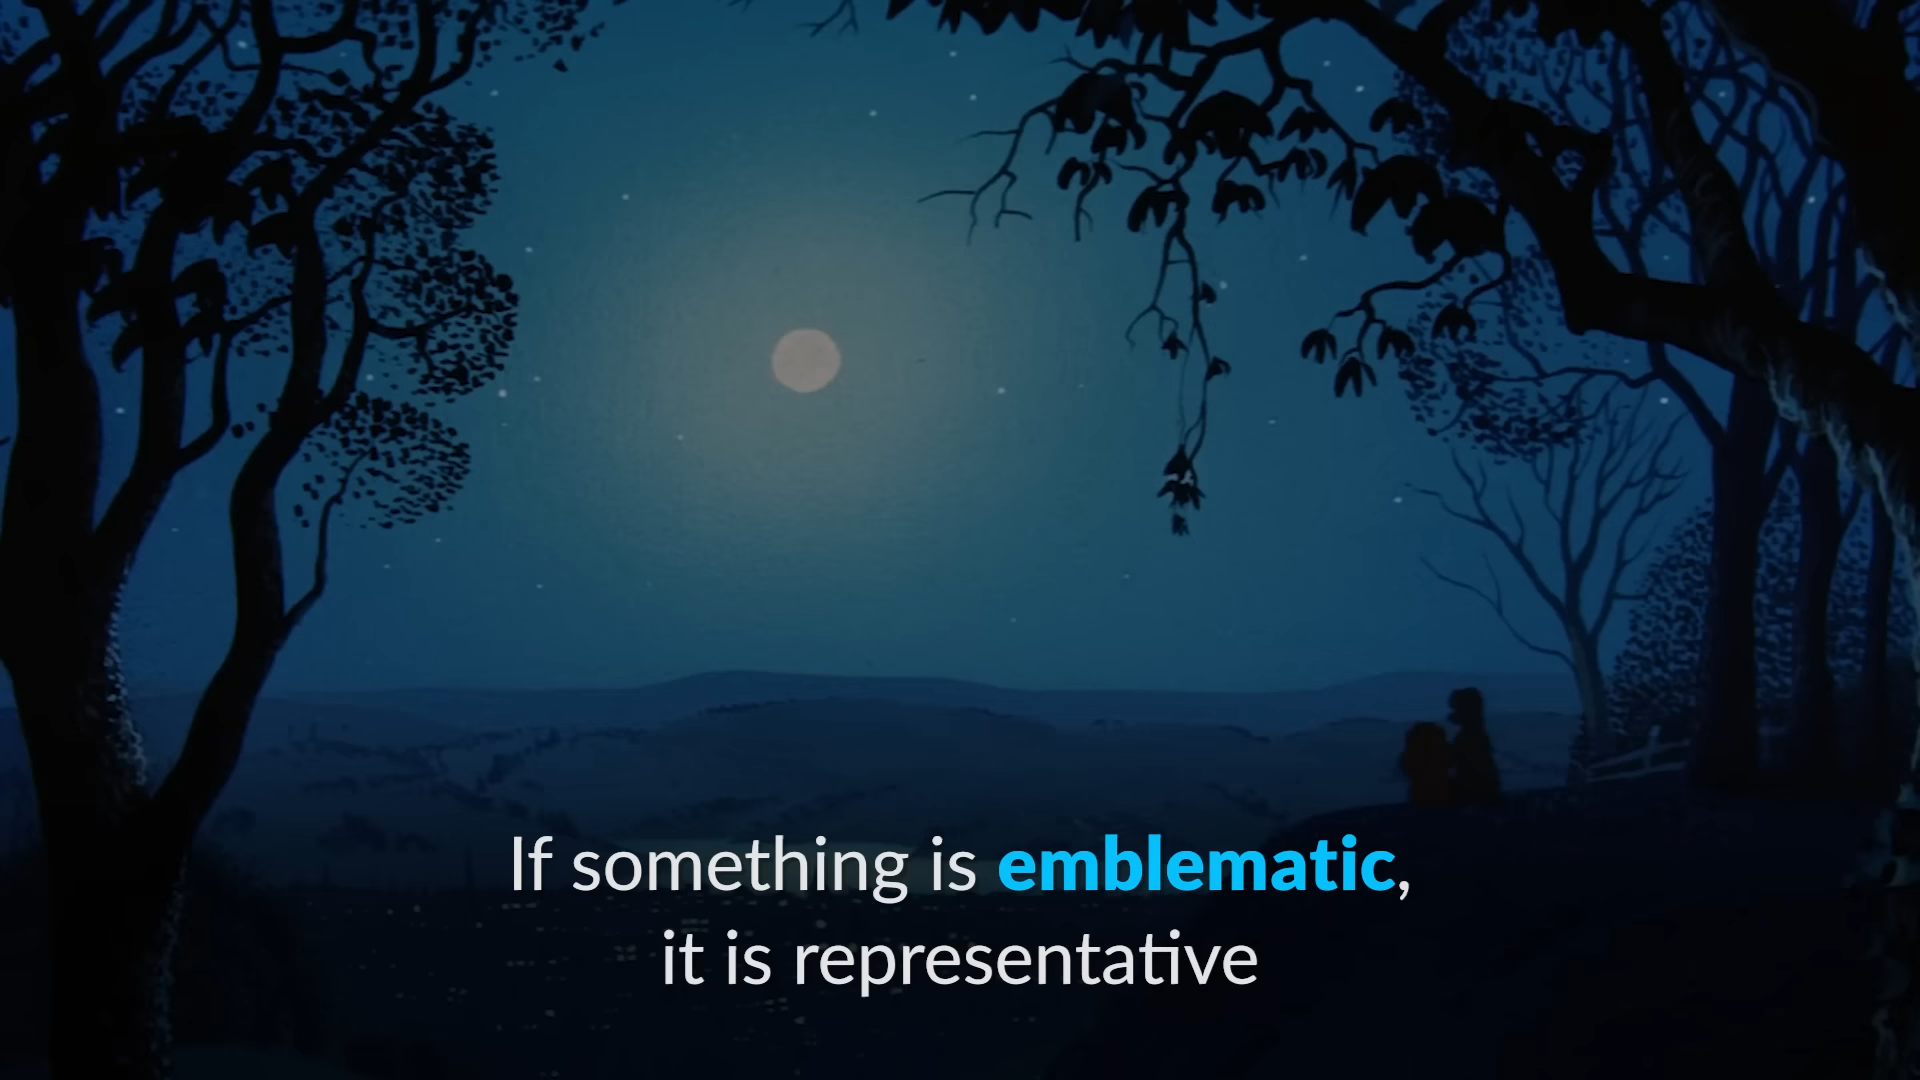 If something is emblematic,
it is representative